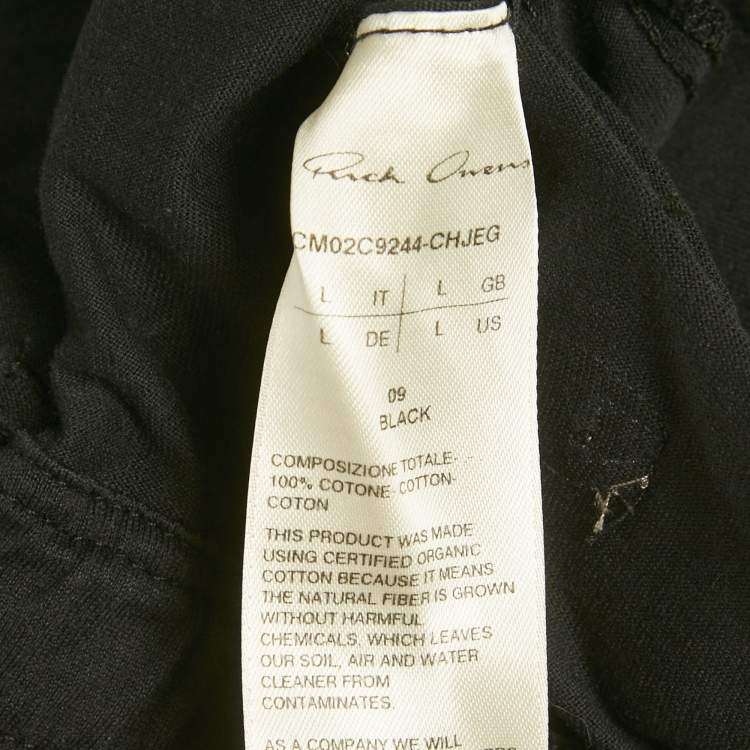 Rick Owens
CM02C9244-CHJEG
L IT L GB
L DE L US
09
BLACK
COMPOSIZIONE TOTALE- -
100% COTONE- COTTON-
COTON
THIS PRODUCT WAS MADE
USING CERTIFIED ORGANIC
COTTON BECAUSE IT MEANS
THE NATURAL FIBER IS GROWN
WITHOUT HARMFUL
CHEMICALS, WHICH LEAVES
OUR SOIL, AIR AND WATER
CLEANER FROM
CONTAMINATES.
AS A COMPANY WE WILL